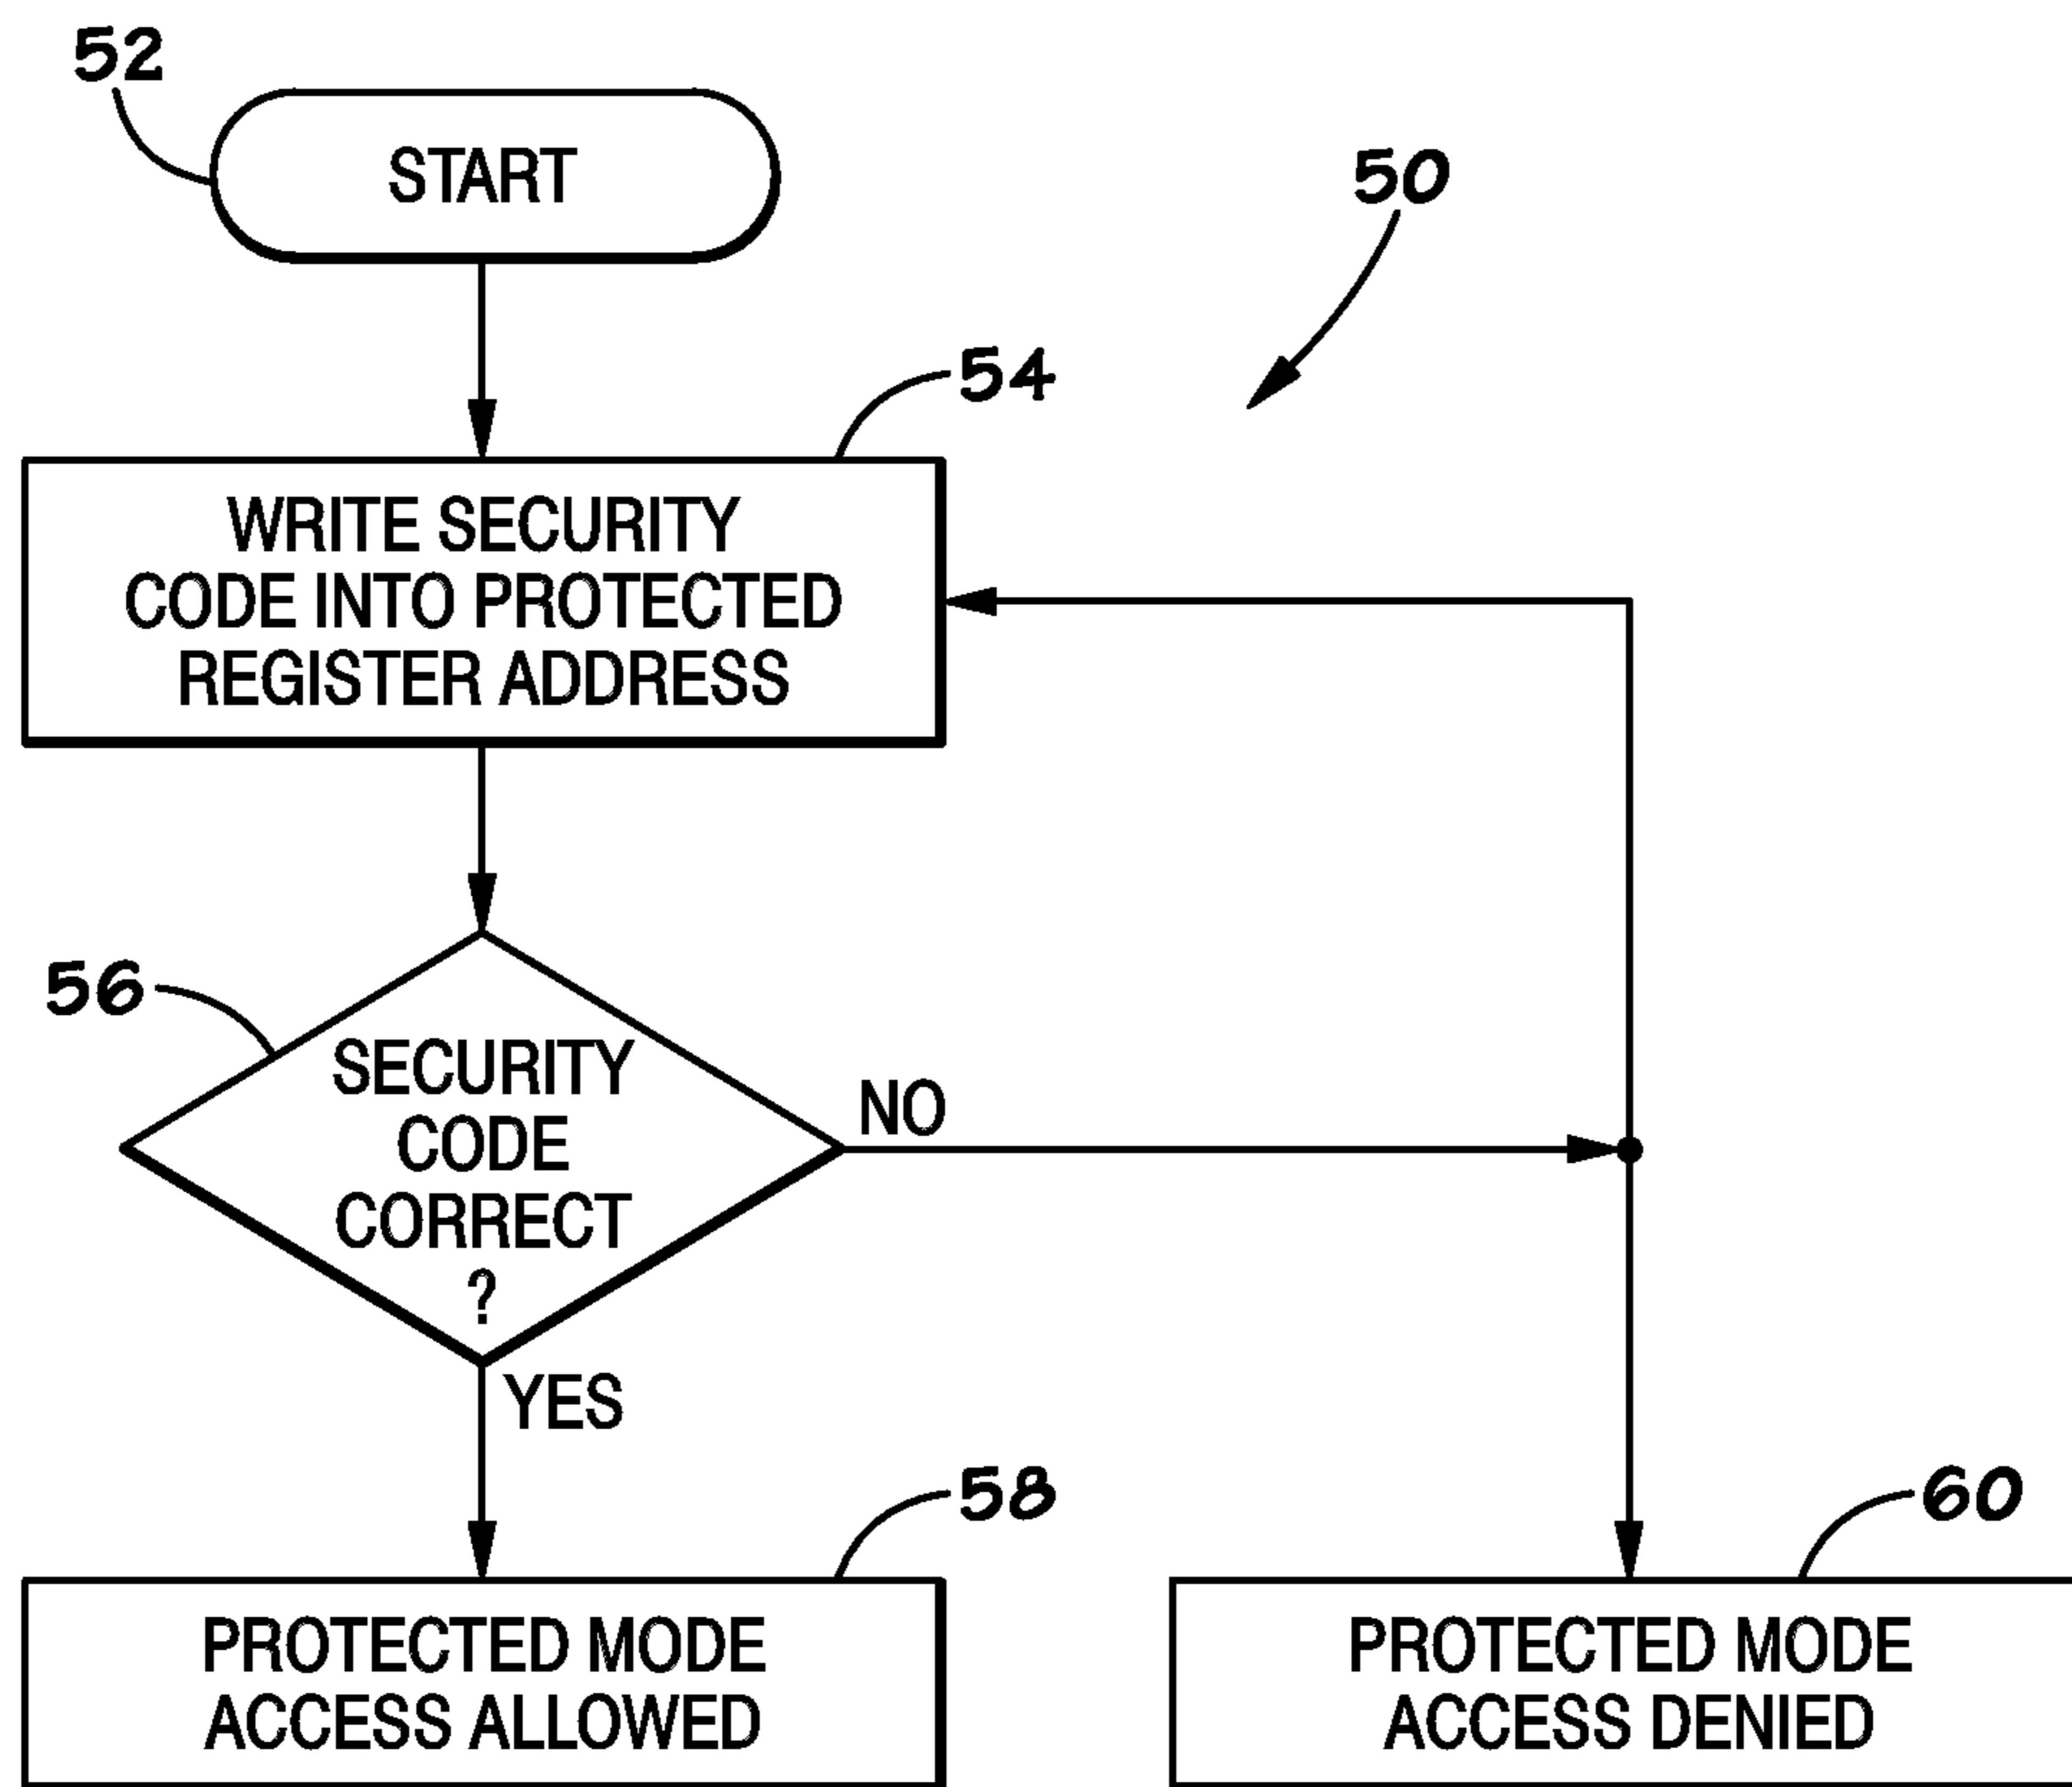 52
START
50
54
WRITE SECURITY
CODE INTO PROTECTED
REGISTER ADDRESS
56
SECURITY
CODE
CORRECT
?
NO
YES
58
PROTECTED MODE
ACCESS ALLOWED
60
PROTECTED MODE
ACCESS DENIED